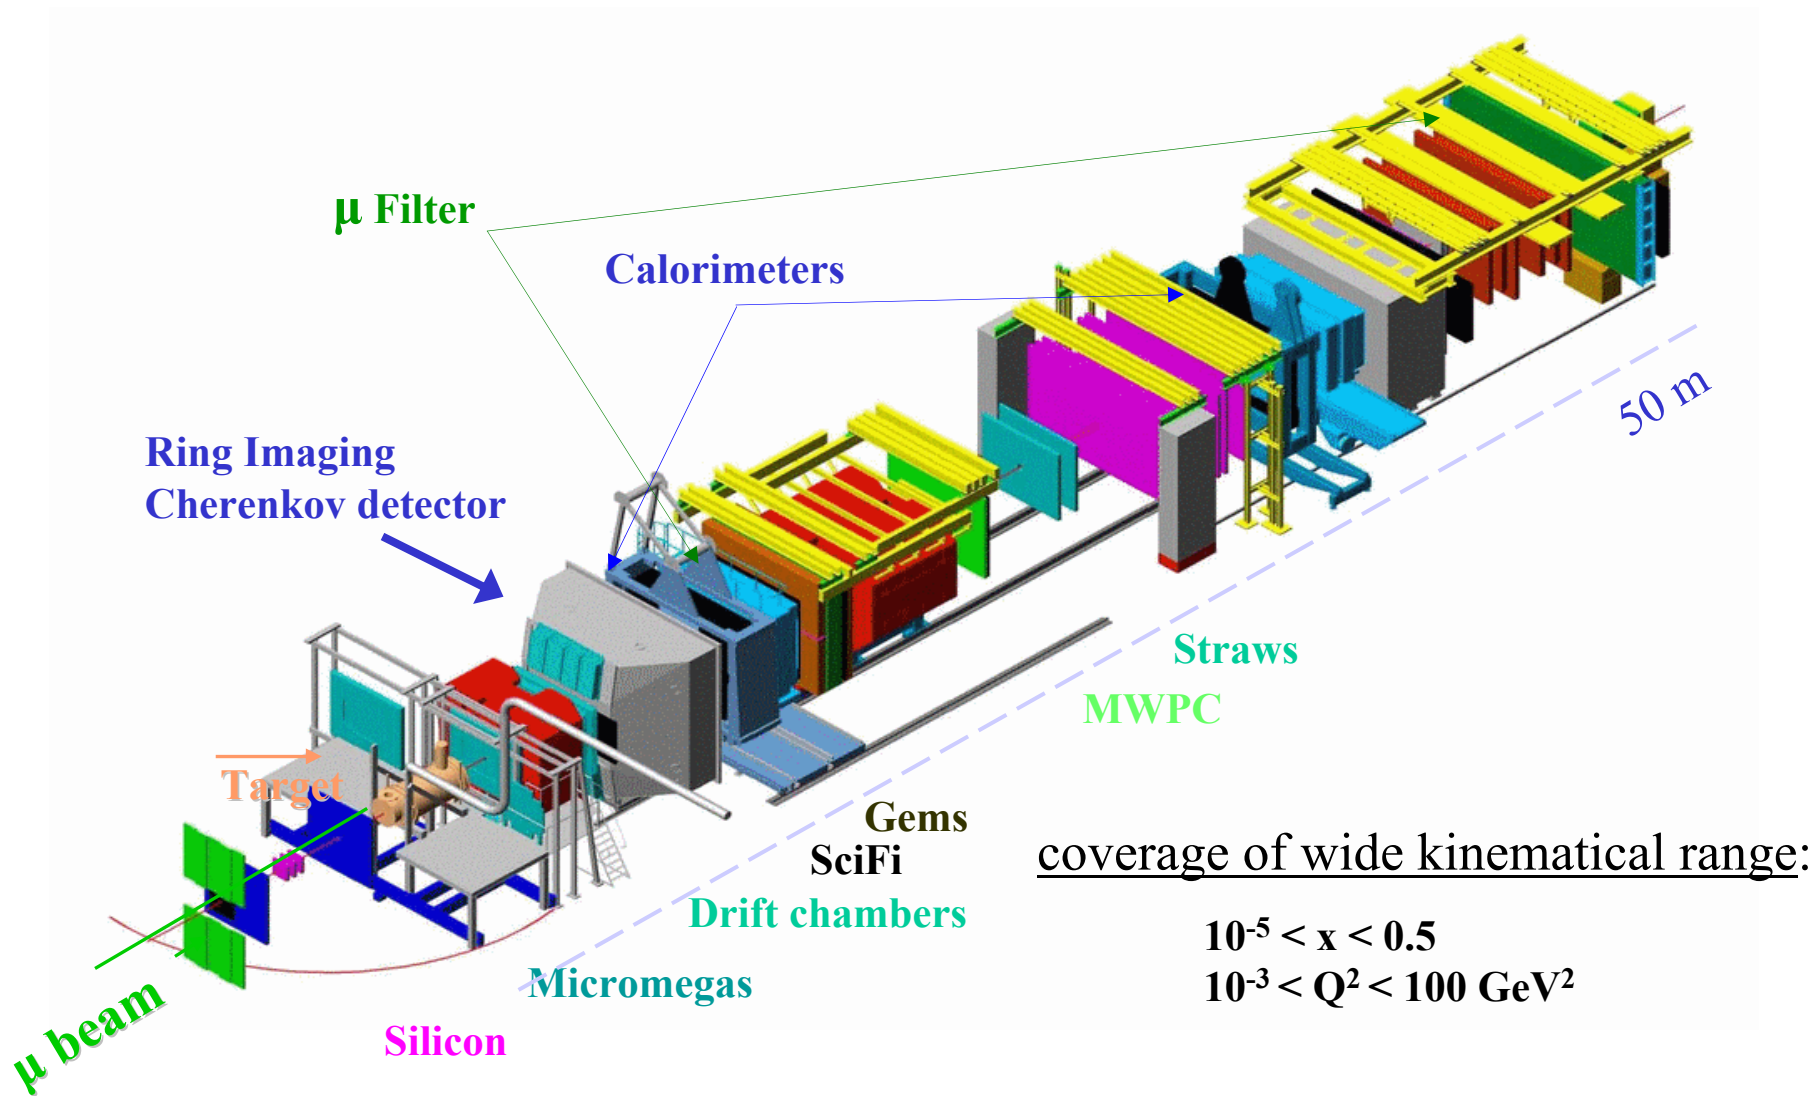 μ Filter
Calorimeters
50 m
Ring Imaging
Cherenkov detector
Straws
MWPC
Target
Gems
SciFi
coverage of wide kinematical range:
Drift chambers
10⁻⁵ < x < 0.5
10⁻³ < Q² < 100 GeV²
Micromegas
μ beam
Silicon